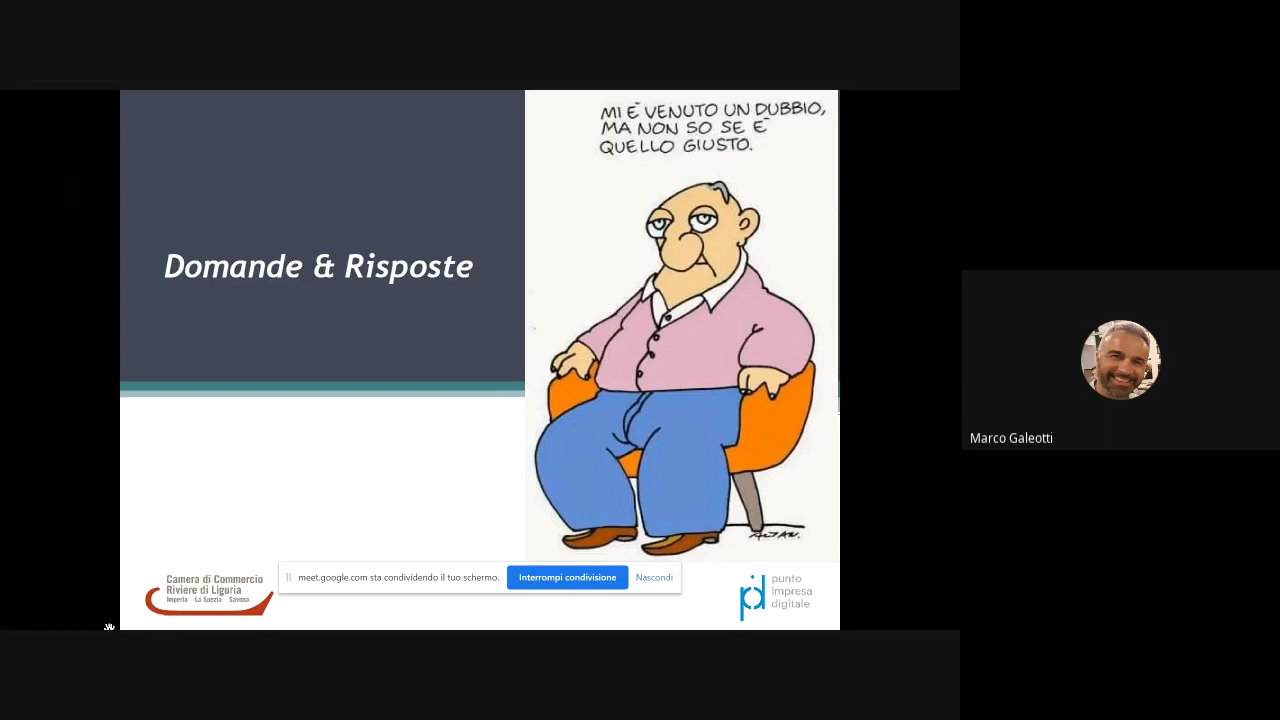 MI È VENUTO UN DUBBIO,
MA NON SO SE È
QUELLO GIUSTO.
Domande & Risposte
ALTAN.
Camera di Commercio
Riviere di Liguria
Imperia La Spezia Savona
meet.google.com sta condividendo il tuo schermo.
Interrompi condivisione
Nascondi
pid
punto
impresa
digitale
Marco Galeotti